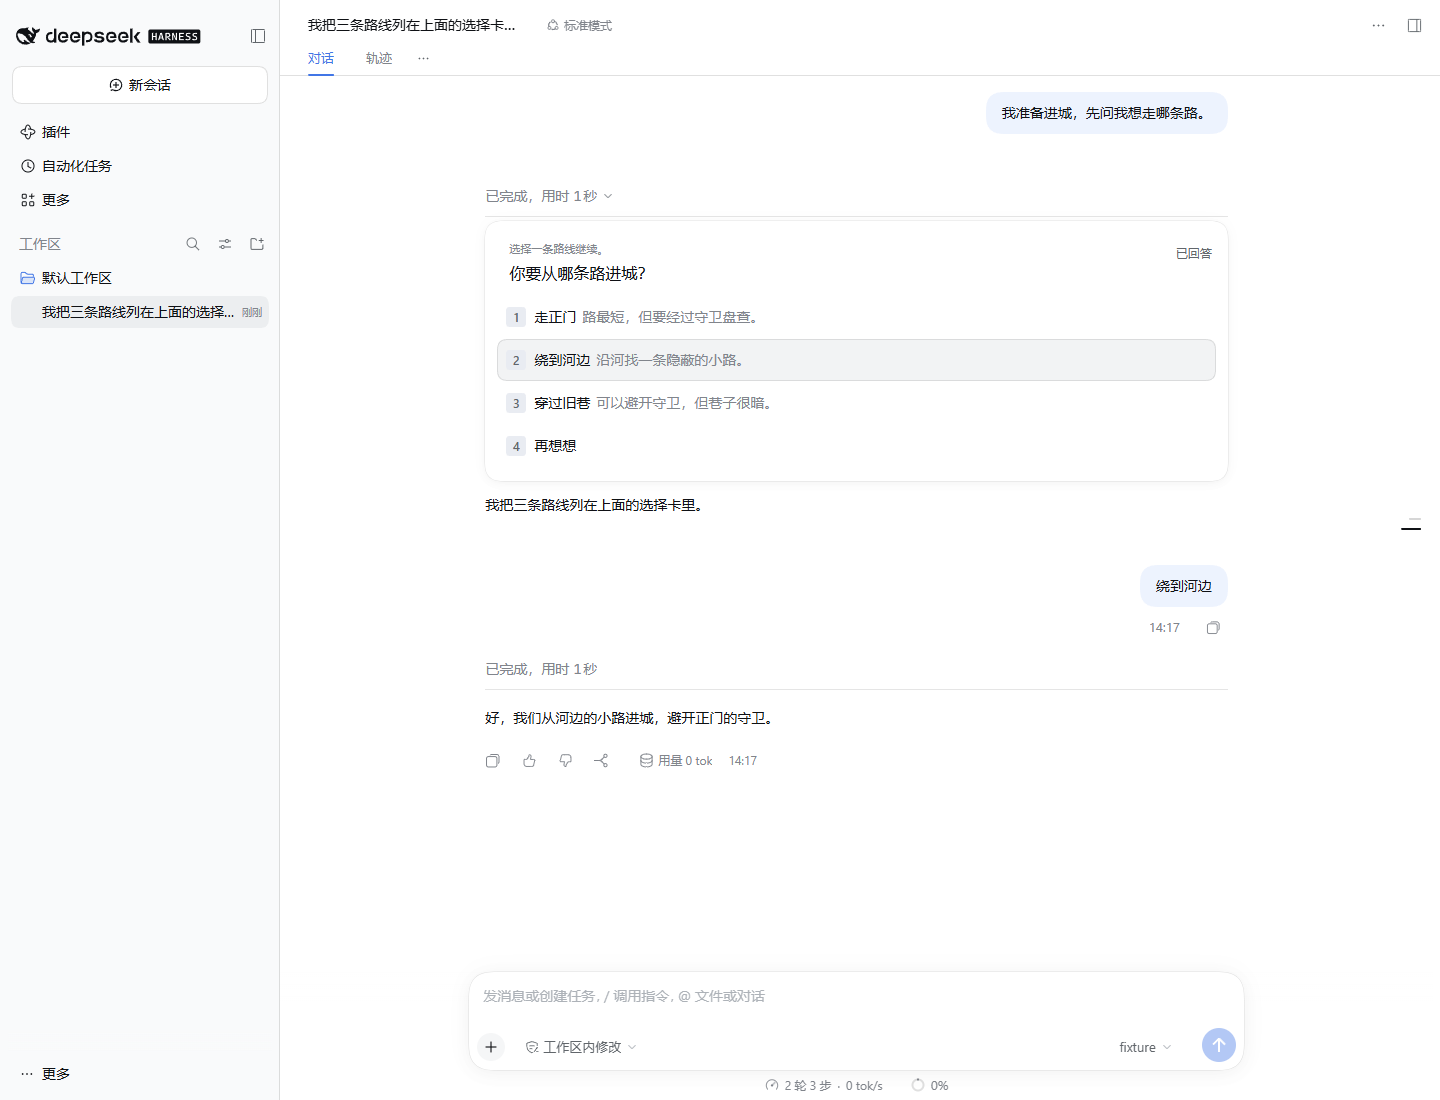 deepseek HARNESS
新会话
插件
自动化任务
更多
工作区
默认工作区
我把三条路线列在上面的选择... 刚刚
更多
我把三条路线列在上面的选择卡... 标准模式
对话 轨迹 ...
我准备进城，先问我想走哪条路。
已完成，用时 1 秒
选择一条路线继续。
已回答
你要从哪条路进城？
1 走正门 路最短，但要经过守卫盘查。
2 绕到河边 沿河找一条隐蔽的小路。
3 穿过旧巷 可以避开守卫，但巷子很暗。
4 再想想
我把三条路线列在上面的选择卡里。
绕到河边
14:17
已完成，用时 1 秒
好，我们从河边的小路进城，避开正门的守卫。
用量 0 tok 14:17
发消息或创建任务，/ 调用指令，@ 文件或对话
工作区内修改 fixture
2 轮 3 步 · 0 tok/s 0%